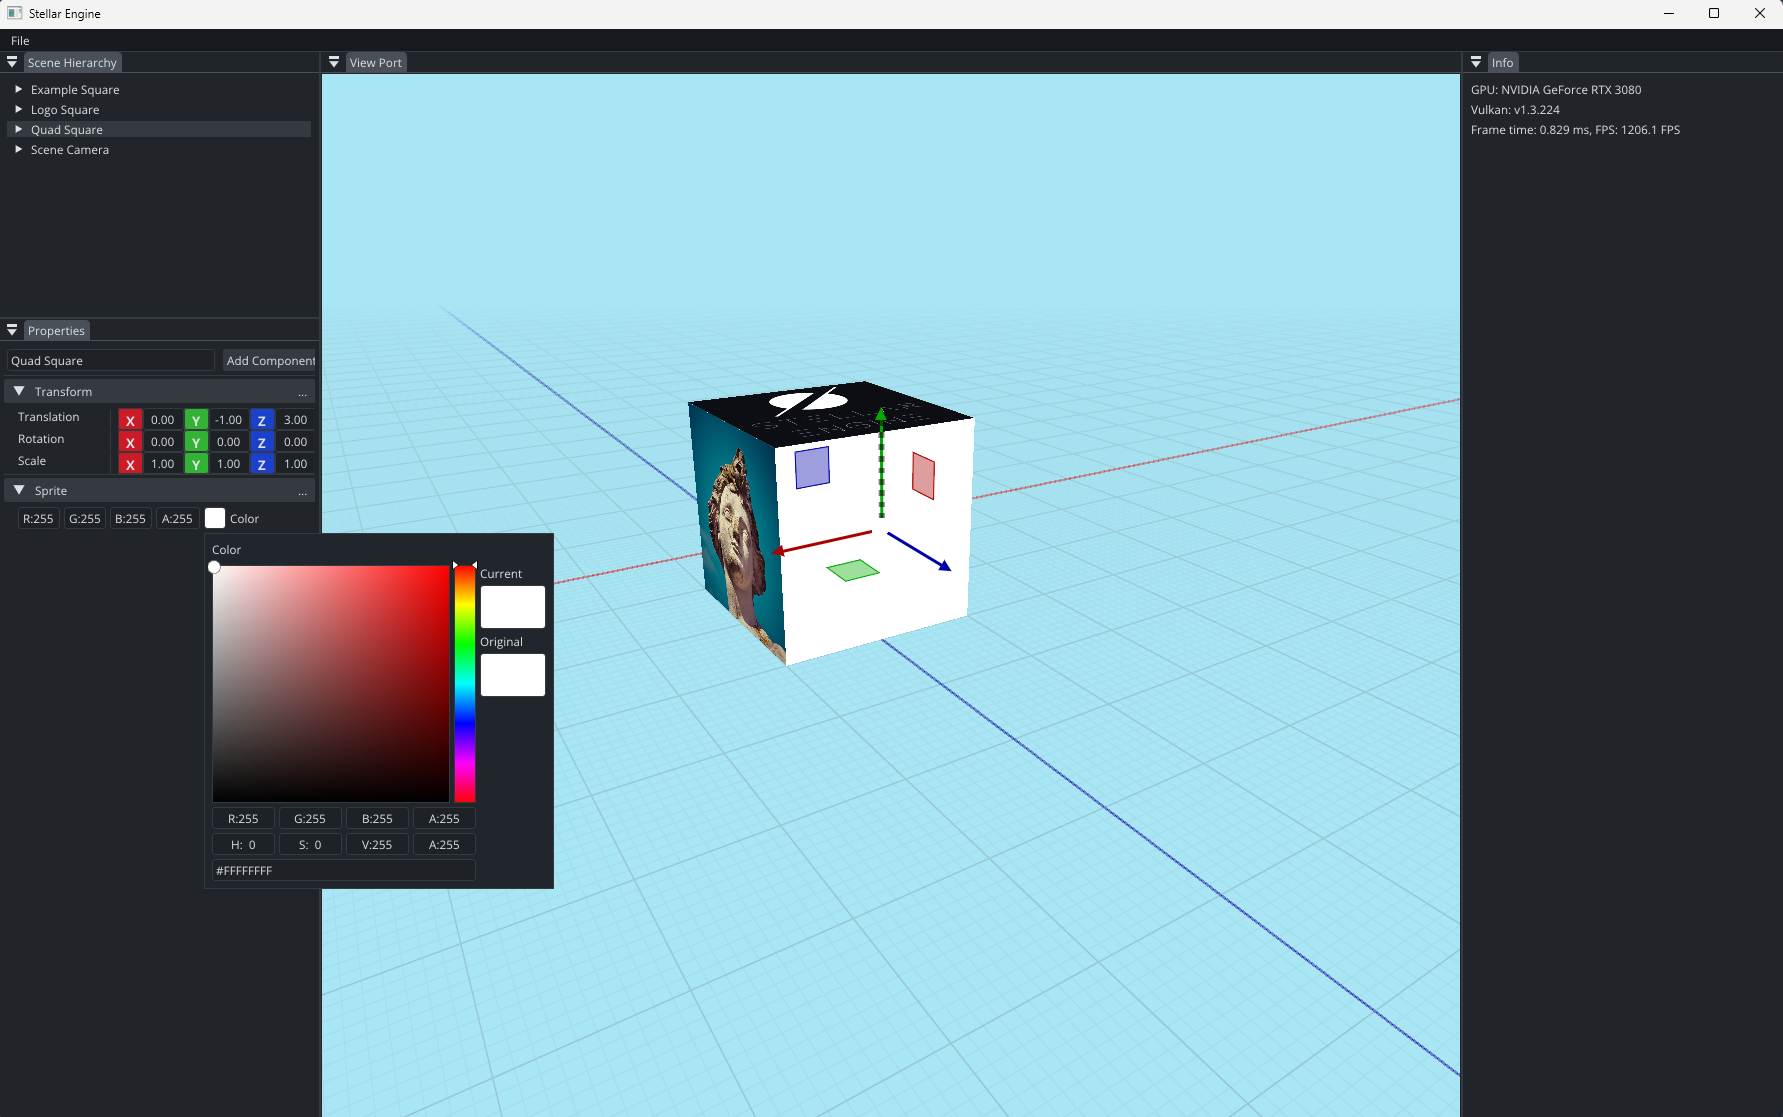 Stellar Engine
File
Scene Hierarchy
Example Square
Logo Square
Quad Square
Scene Camera
Properties
Quad Square
Add Component
Transform ...
Translation X 0.00 Y -1.00 Z 3.00
Rotation X 0.00 Y 0.00 Z 0.00
Scale X 1.00 Y 1.00 Z 1.00
Sprite ...
R:255 G:255 B:255 A:255 Color
Color
Current
Original
R:255 G:255 B:255 A:255
H: 0 S: 0 V:255 A:255
#FFFFFFFF
View Port
Info
GPU: NVIDIA GeForce RTX 3080
Vulkan: v1.3.224
Frame time: 0.829 ms, FPS: 1206.1 FPS